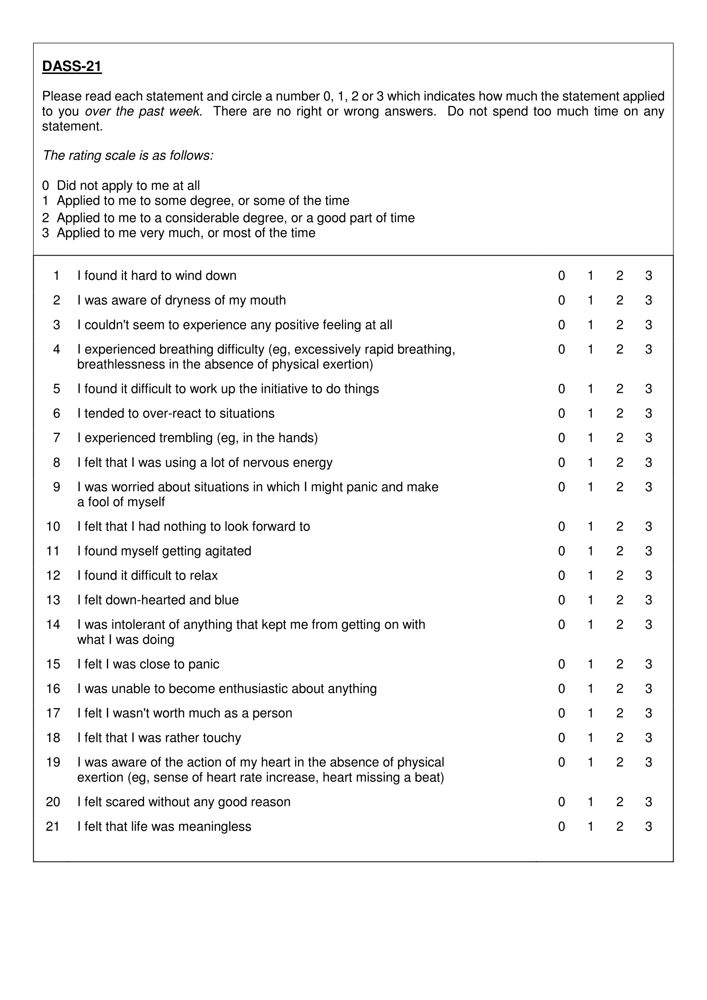 DASS-21
Please read each statement and circle a number 0, 1, 2 or 3 which indicates how much the statement applied
to you over the past week. There are no right or wrong answers. Do not spend too much time on any
statement.
The rating scale is as follows:
0 Did not apply to me at all
1 Applied to me to some degree, or some of the time
2 Applied to me to a considerable degree, or a good part of time
3 Applied to me very much, or most of the time
1 I found it hard to wind down 0 1 2 3
2 I was aware of dryness of my mouth 0 1 2 3
3 I couldn't seem to experience any positive feeling at all 0 1 2 3
4 I experienced breathing difficulty (eg, excessively rapid breathing, 0 1 2 3
breathlessness in the absence of physical exertion)
5 I found it difficult to work up the initiative to do things 0 1 2 3
6 I tended to over-react to situations 0 1 2 3
7 I experienced trembling (eg, in the hands) 0 1 2 3
8 I felt that I was using a lot of nervous energy 0 1 2 3
9 I was worried about situations in which I might panic and make 0 1 2 3
a fool of myself
10 I felt that I had nothing to look forward to 0 1 2 3
11 I found myself getting agitated 0 1 2 3
12 I found it difficult to relax 0 1 2 3
13 I felt down-hearted and blue 0 1 2 3
14 I was intolerant of anything that kept me from getting on with 0 1 2 3
what I was doing
15 I felt I was close to panic 0 1 2 3
16 I was unable to become enthusiastic about anything 0 1 2 3
17 I felt I wasn't worth much as a person 0 1 2 3
18 I felt that I was rather touchy 0 1 2 3
19 I was aware of the action of my heart in the absence of physical 0 1 2 3
exertion (eg, sense of heart rate increase, heart missing a beat)
20 I felt scared without any good reason 0 1 2 3
21 I felt that life was meaningless 0 1 2 3